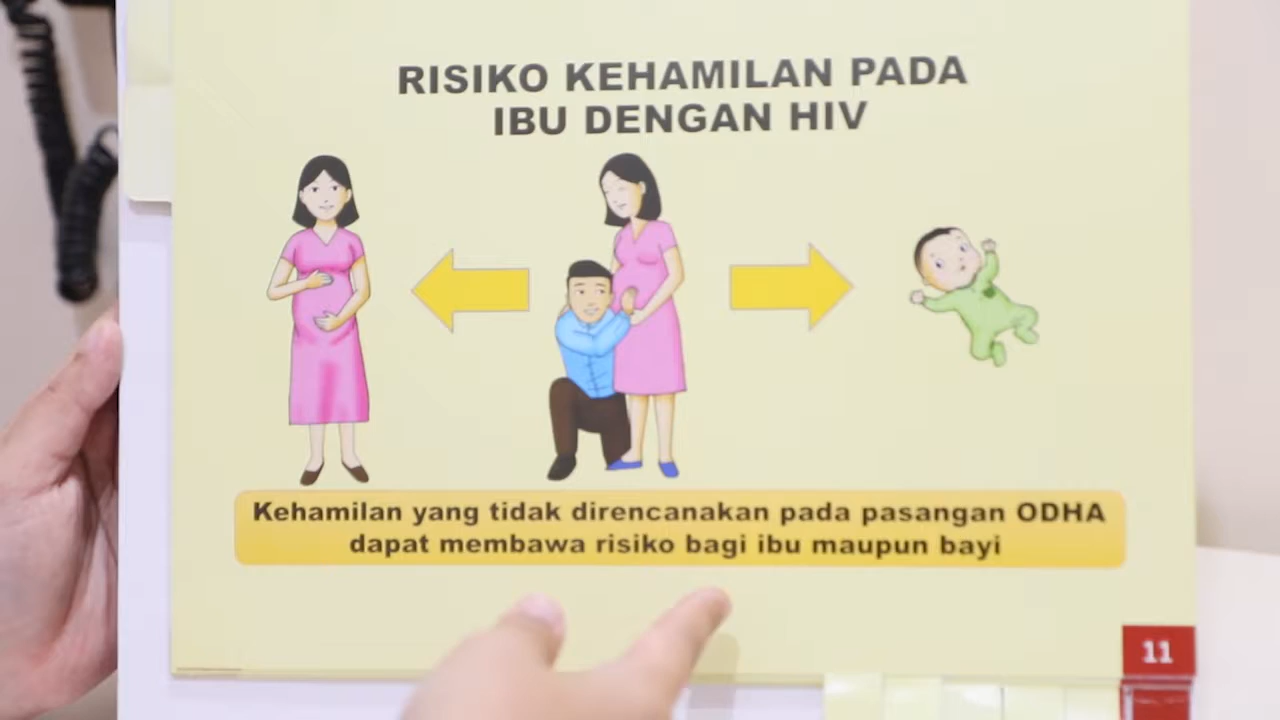 RISIKO KEHAMILAN PADA
IBU DENGAN HIV
Kehamilan yang tidak direncanakan pada pasangan ODHA
dapat membawa risiko bagi ibu maupun bayi
11